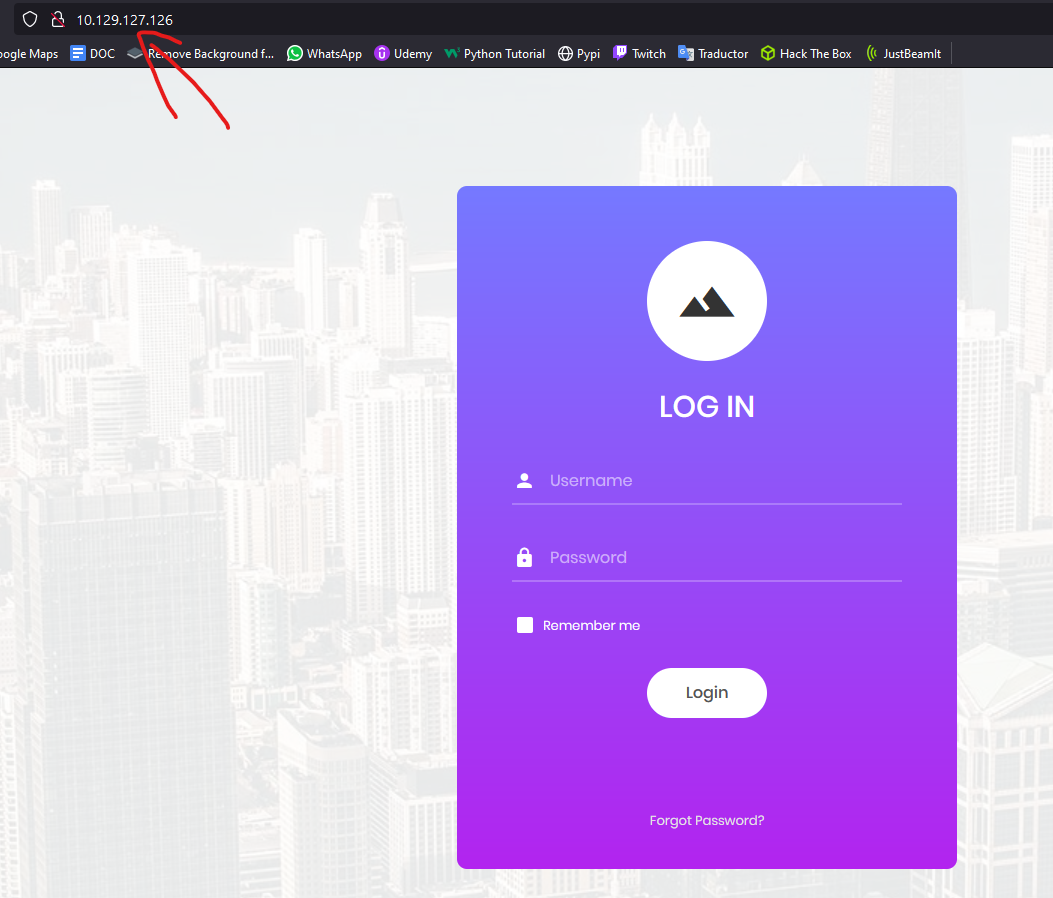 10.129.127.126
ogle Maps DOC Remove Background f... WhatsApp Udemy Python Tutorial Pypi Twitch Traductor Hack The Box JustBeamIt
LOG IN
Username
Password
Remember me
Login
Forgot Password?